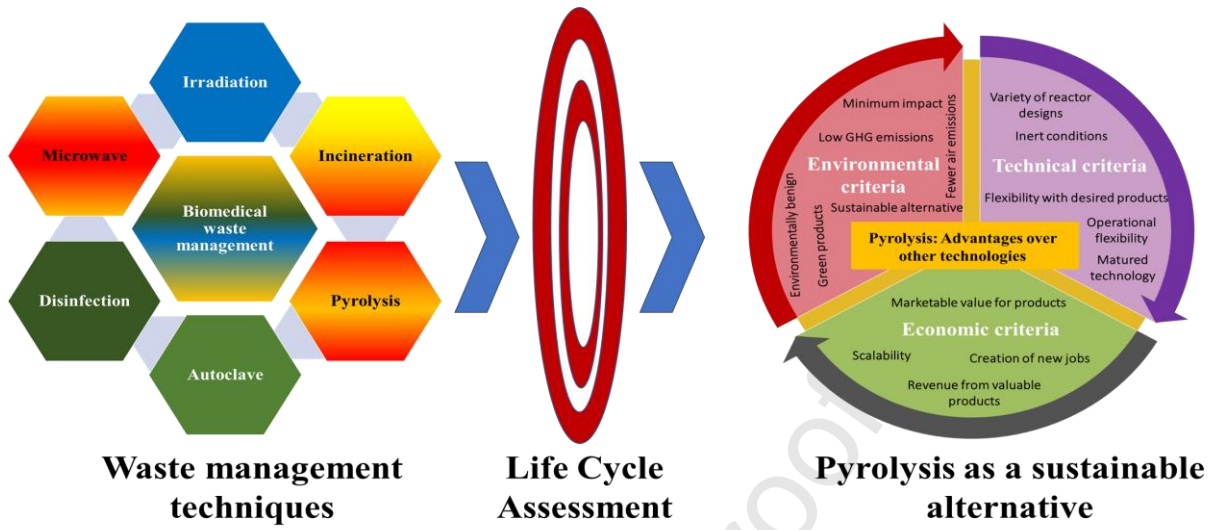 Irradiation
Microwave
Incineration
Biomedical
waste
management
Disinfection
Pyrolysis
Autoclave
Waste management
techniques
Life Cycle
Assessment
Minimum impact
Low GHG emissions
Environmental
criteria
Sustainable alternative
Environmentally benign
Green products
Fewer air emissions
Variety of reactor
designs
Inert conditions
Technical criteria
Flexibility with desired products
Operational
flexibility
Matured
technology
Pyrolysis: Advantages over
other technologies
Marketable value for products
Economic criteria
Scalability
Creation of new jobs
Revenue from valuable
products
Pyrolysis as a sustainable
alternative